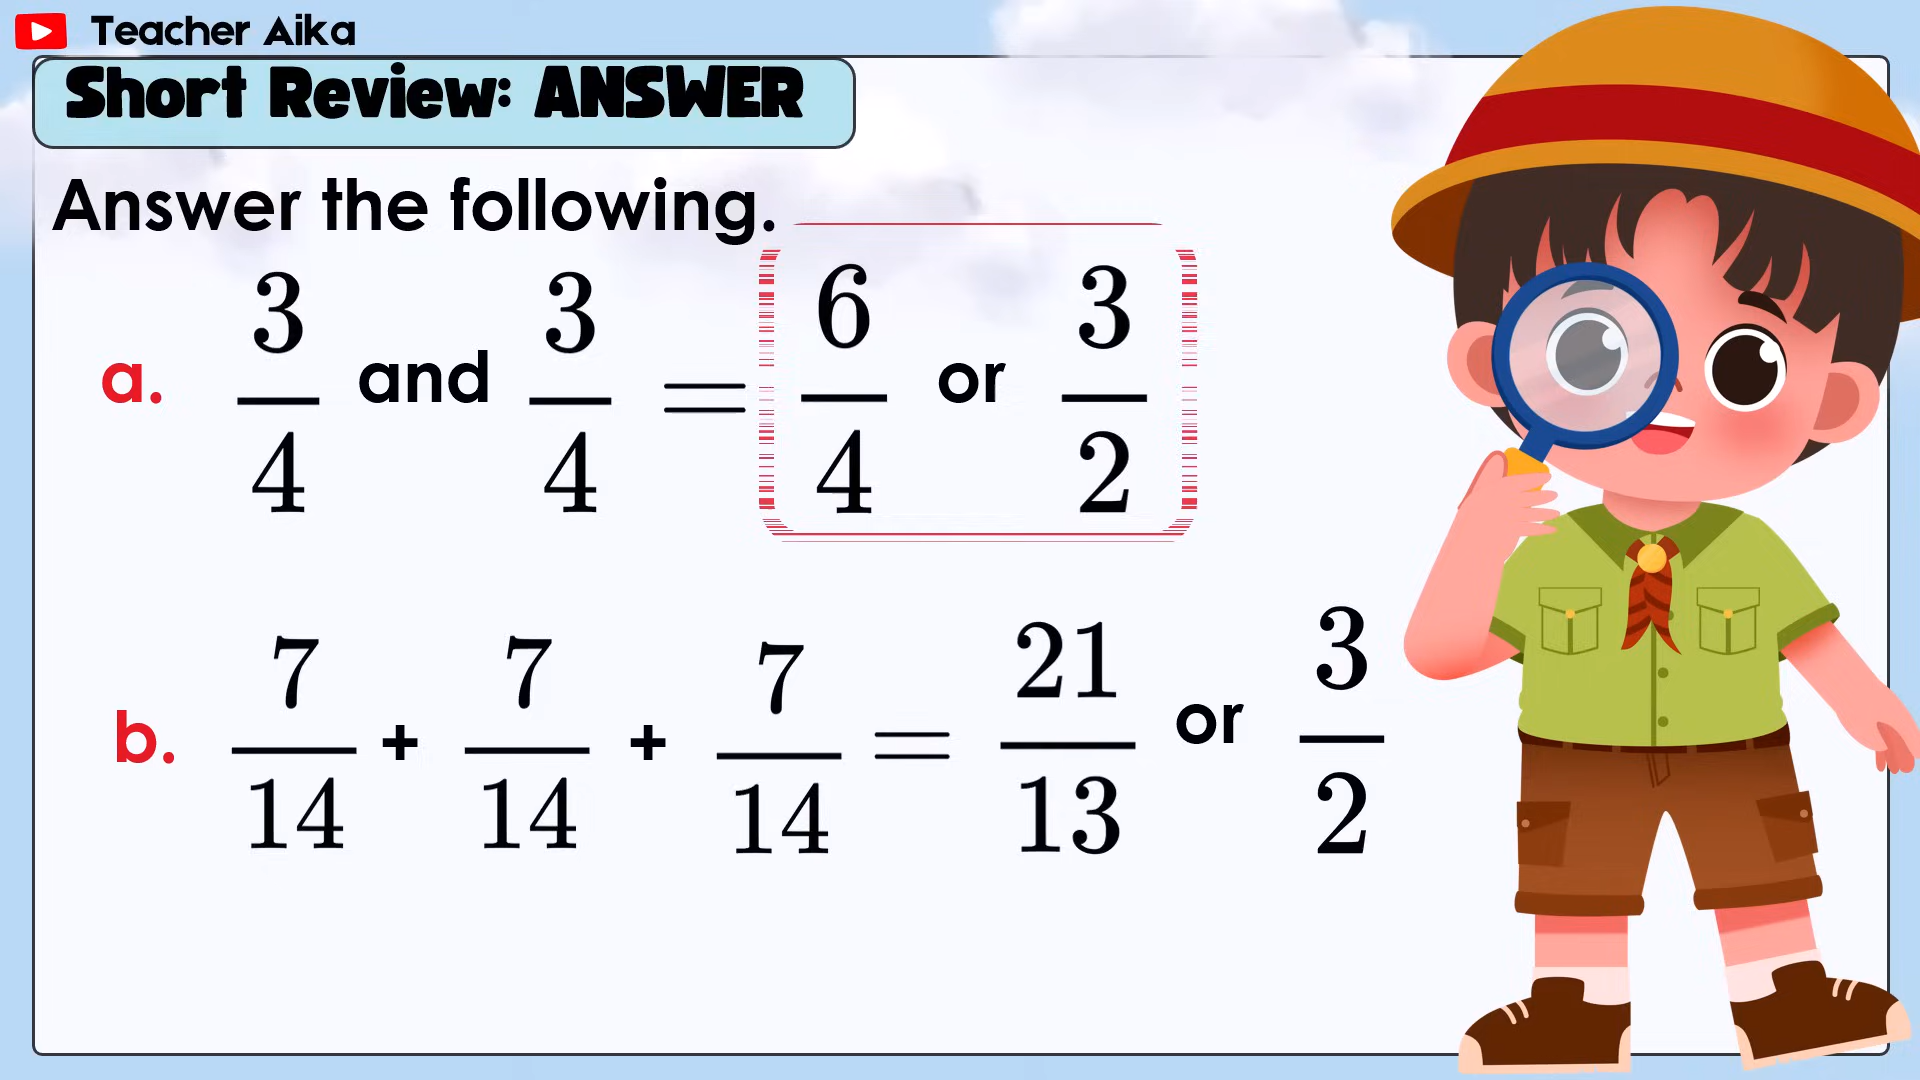 Teacher Aika
Short Review: ANSWER
Answer the following.
a. 3/4 and 3/4 = 6/4 or 3/2
b. 7/14 + 7/14 + 7/14 = 21/13 or 3/2